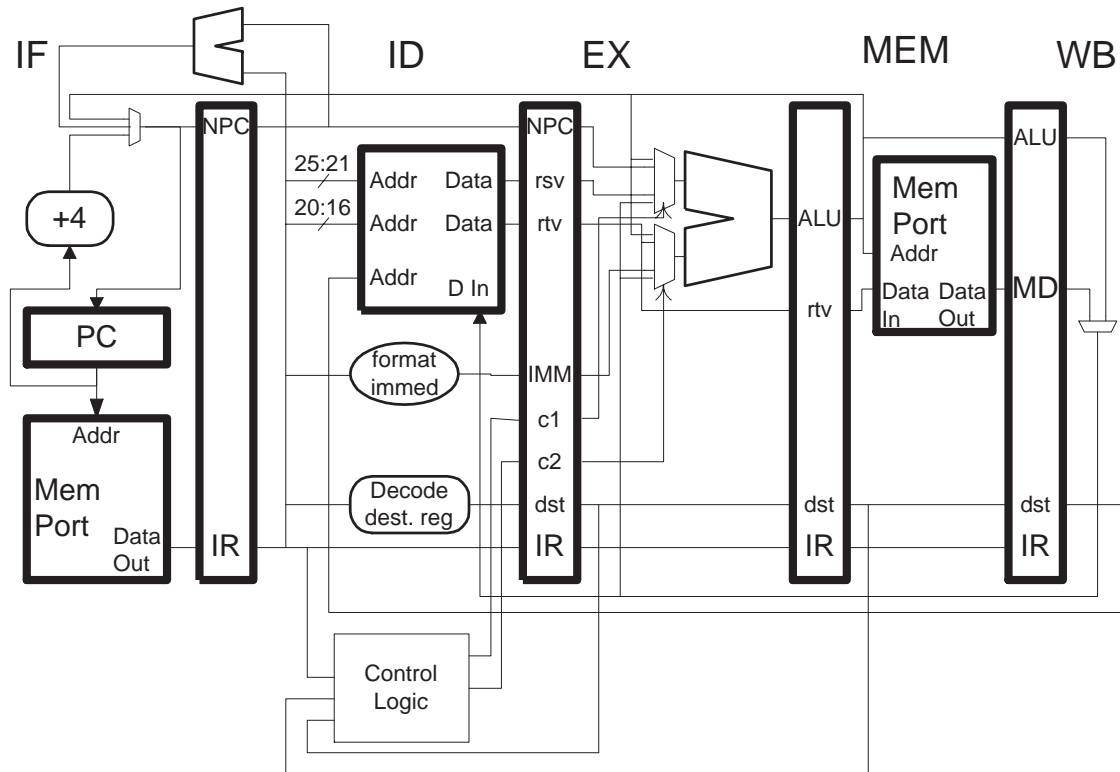 IF
ID
EX
MEM
WB
NPC
25:21
20:16
Addr
Data
Addr
Data
Addr
D In
NPC
rsv
rtv
ALU
Mem
Port
Addr
Data
In
Data
Out
ALU
MD
+4
PC
rtv
format
immed
IMM
c1
c2
Addr
Mem
Port
Data
Out
IR
Decode
dest. reg
dst
IR
dst
IR
dst
IR
Control
Logic